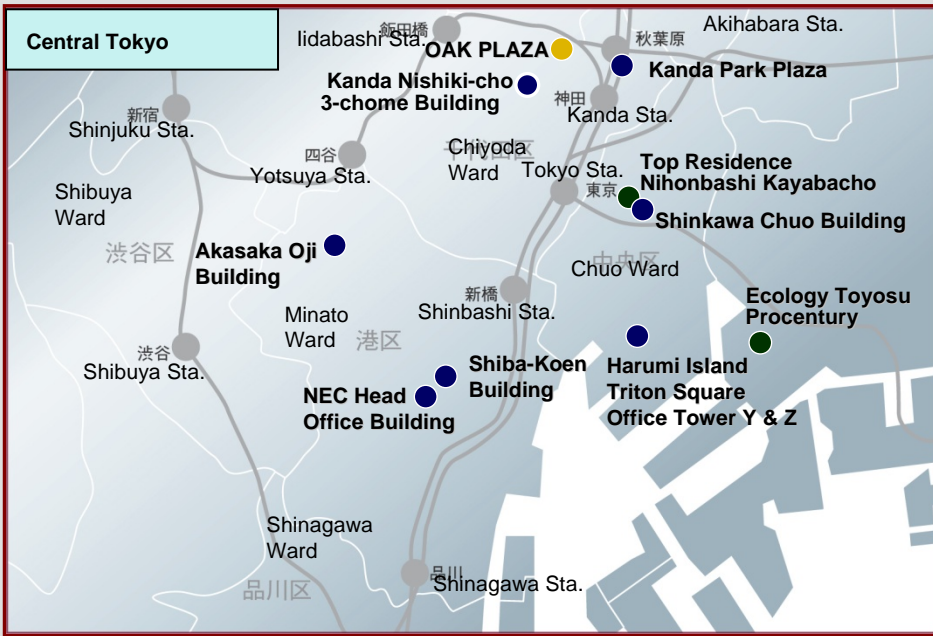 Central Tokyo
飯田橋
Iidabashi Sta.
OAK PLAZA
Akihabara Sta.
秋葉原
Kanda Park Plaza
Kanda Nishiki-cho
3-chome Building
神田
Kanda Sta.
新宿
Shinjuku Sta.
四谷
Yotsuya Sta.
千代田区
Chiyoda
Ward
Tokyo Sta.
東京
Top Residence
Nihonbashi Kayabacho
Shinkawa Chuo Building
Shibuya
Ward
渋谷区
Akasaka Oji
Building
中央区
Chuo Ward
新橋
Shinbashi Sta.
Ecology Toyosu
Procentury
Minato
Ward
港区
渋谷
Shibuya Sta.
Shiba-Koen
Building
NEC Head
Office Building
Harumi Island
Triton Square
Office Tower Y & Z
Shinagawa
Ward
品川区
品川
Shinagawa Sta.